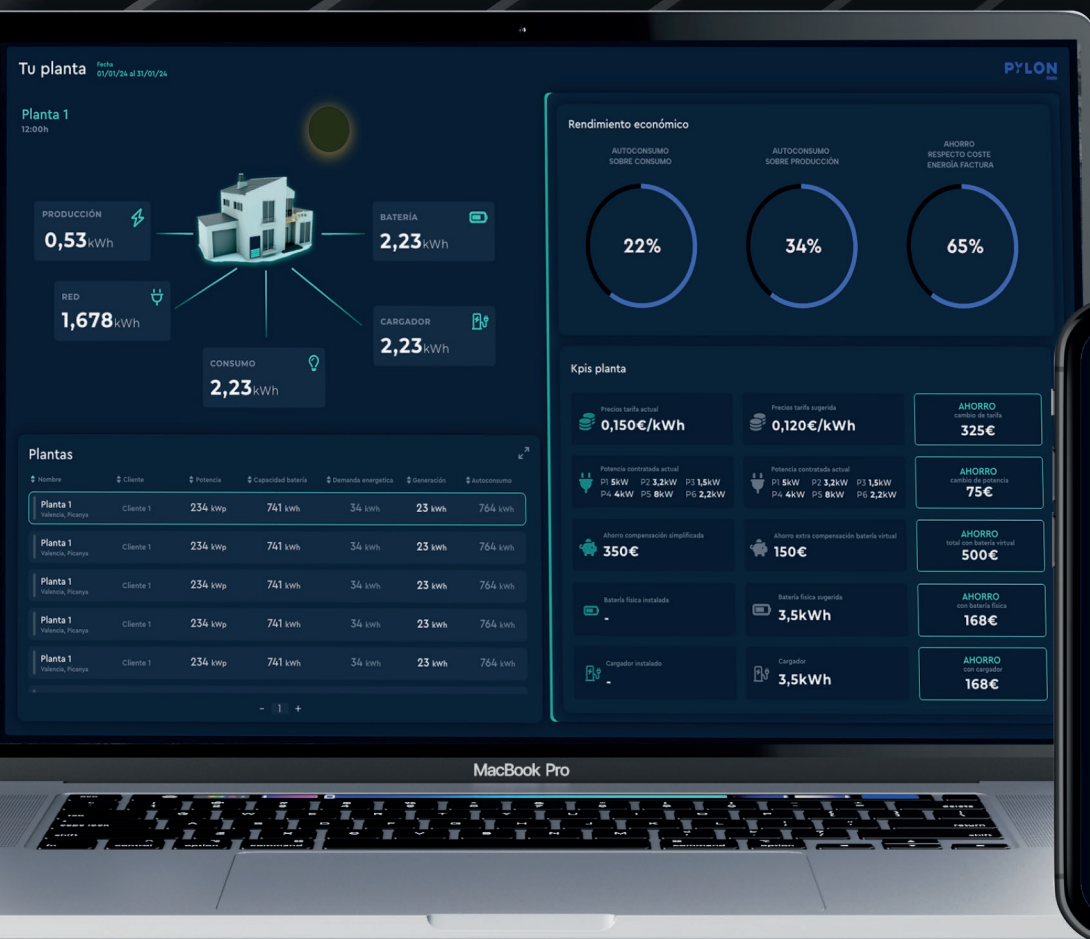 Tu planta
Fecha
01/01/24 al 31/01/24
PYLON
Planta 1
12:00h
PRODUCCIÓN
0,53kWh
BATERÍA
2,23kWh
RED
1,678kWh
CARGADOR
2,23kWh
CONSUMO
2,23kWh
Plantas
Nombre Cliente Potencia Capacidad batería Demanda energetica Generación Autoconsumo
Planta 1 Cliente 1 234 kWp 741 kWh 34 kWh 23 kWh 764 kWh
Valencia, Picanya
Planta 1 Cliente 1 234 kWp 741 kWh 34 kWh 23 kWh 764 kWh
Valencia, Picanya
Planta 1 Cliente 1 234 kWp 741 kWh 34 kWh 23 kWh 764 kWh
Valencia, Picanya
Planta 1 Cliente 1 234 kWp 741 kWh 34 kWh 23 kWh 764 kWh
Valencia, Picanya
Planta 1 Cliente 1 234 kWp 741 kWh 34 kWh 23 kWh 764 kWh
Valencia, Picanya
- 1 +
Rendimiento económico
AUTOCONSUMO
SOBRE CONSUMO
22%
AUTOCONSUMO
SOBRE PRODUCCIÓN
34%
AHORRO
RESPECTO COSTE
ENERGÍA FACTURA
65%
Kpis planta
Precios tarifa actual
0,150€/kWh
Precios tarifa sugerida
0,120€/kWh
AHORRO
cambio de tarifa
325€
Potencia contratada actual
P1 5kW P2 3,2kW P3 1,5kW
P4 4kW P5 8kW P6 2,2kW
Potencia contratada actual
P1 5kW P2 3,2kW P3 1,5kW
P4 4kW P5 8kW P6 2,2kW
AHORRO
cambio de potencia
75€
Ahorro compensación simplificada
350€
Ahorro extra compensación batería virtual
150€
AHORRO
total con batería virtual
500€
Batería física instalada
-
Batería física sugerida
3,5kWh
AHORRO
con batería física
168€
Cargador instalado
-
Cargador
3,5kWh
AHORRO
con cargador
168€
MacBook Pro
delete
return
shift
shift
fn control option command command option